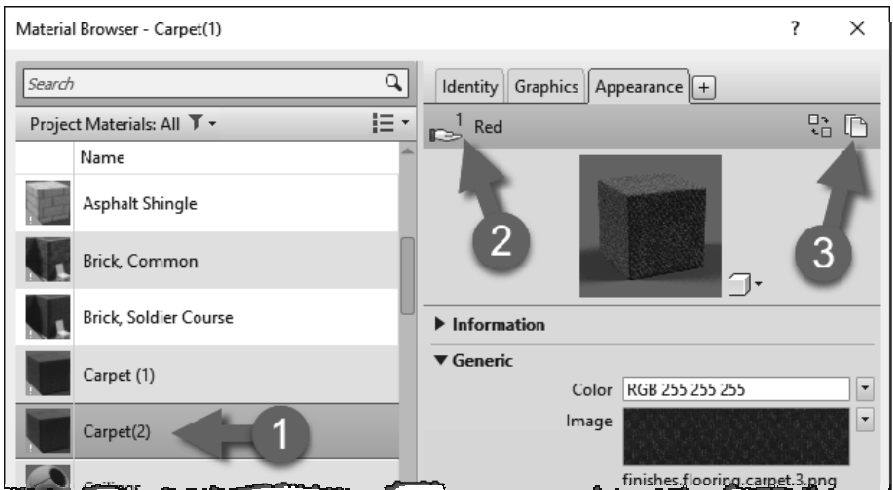 Material Browser - Carpet(1)
? ×
Search
Identity Graphics Appearance +
Project Materials: All
1 Red
Name
Asphalt Shingle
Brick, Common
Brick, Soldier Course
Carpet (1)
Carpet(2)
1
2
3
Information
Generic
Color RGB 255 255 255
Image
finishes.flooring.carpet.3.png